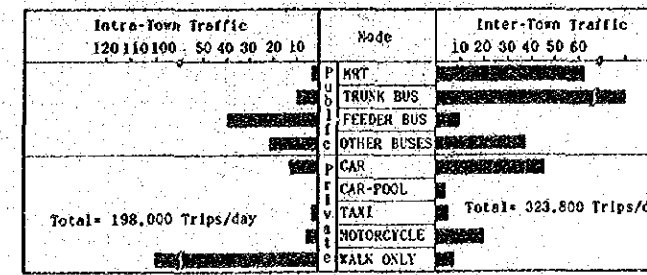 Intra-Town Traffic Mode Inter-Town Traffic
120 110 100 50 40 30 20 10 10 20 30 40 50 60
Public
MRT
TRUNK BUS
FEEDER BUS
OTHER BUSES
Private
CAR
CAR-POOL
TAXI
MOTORCYCLE
WALK ONLY
Total= 198,000 Trips/day
Total= 323,800 Trips/d